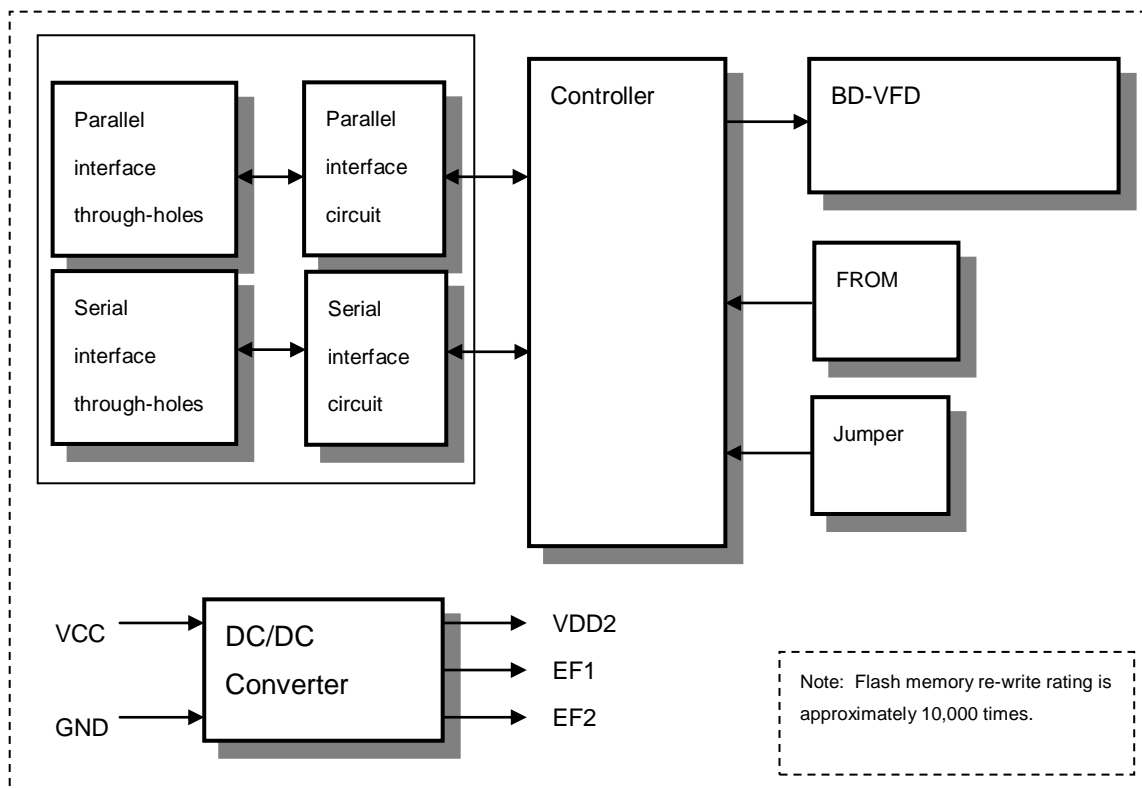 Parallel
interface
through-holes
Parallel
interface
circuit
Serial
interface
through-holes
Serial
interface
circuit
Controller
BD-VFD
FROM
Jumper
VCC
GND
DC/DC
Converter
VDD2
EF1
EF2
Note:  Flash memory re-write rating is
approximately 10,000 times.